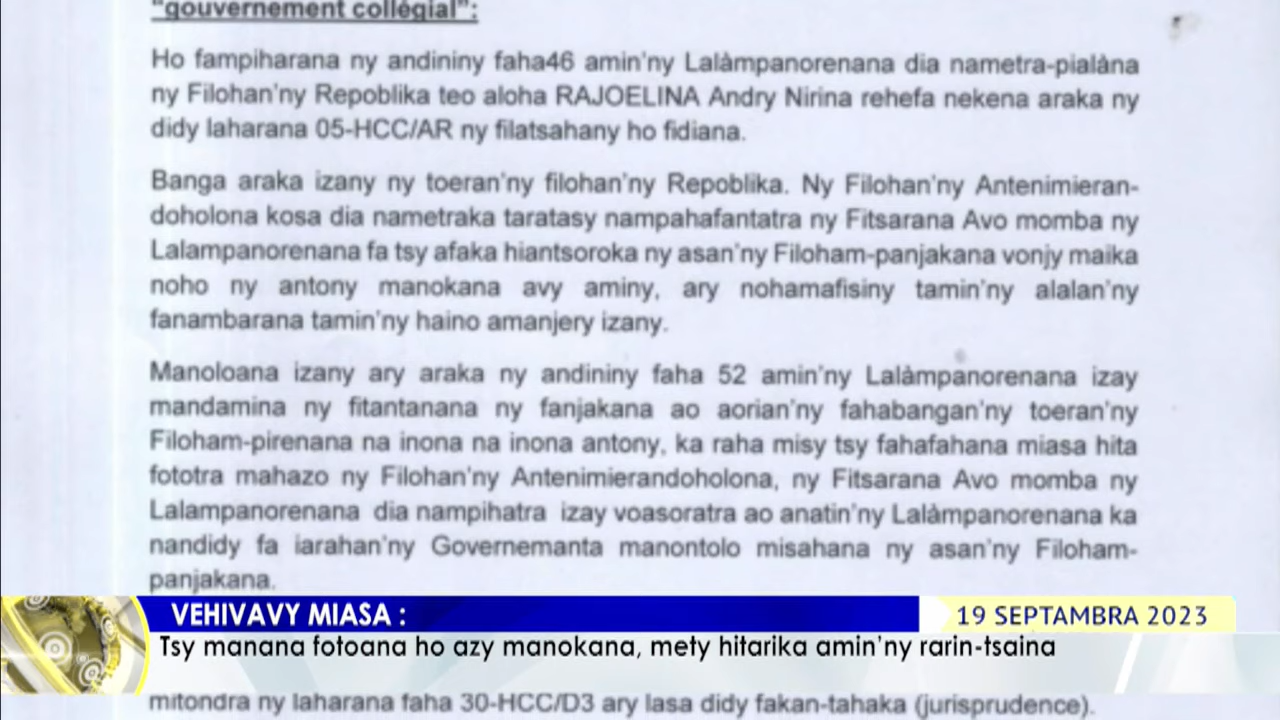 "gouvernement collégial":
Ho fampiharana ny andininy faha46 amin'ny Lalàmpanorenana dia nametra-pialàna
ny Filohan'ny Repoblika teo aloha RAJOELINA Andry Nirina rehefa nekena araka ny
didy laharana 05-HCC/AR ny filatsahany ho fidiana.
Banga araka izany ny toeran'ny filohan'ny Repoblika. Ny Filohan'ny Antenimieran-
doholona kosa dia nametraka taratasy nampahafantatra ny Fitsarana Avo momba ny
Lalampanorenana fa tsy afaka hiantsoroka ny asan'ny Filoham-panjakana vonjy maika
noho ny antony manokana avy aminy, ary nohamafisiny tamin'ny alalan'ny
fanambarana tamin'ny haino amanjery izany.
Manoloana izany ary araka ny andininy faha 52 amin'ny Lalàmpanorenana izay
mandamina ny fitantanana ny fanjakana ao aorian'ny fahabangan'ny toeran'ny
Filoham-pirenana na inona na inona antony, ka raha misy tsy fahafahana miasa hita
fototra mahazo ny Filohan'ny Antenimierandoholona, ny Fitsarana Avo momba ny
Lalampanorenana dia nampihatra izay voasoratra ao anatin'ny Lalàmpanorenana ka
nandidy fa iarahan'ny Governemanta manontolo misahana ny asan'ny Filoham-
panjakana.
VEHIVAVY MIASA :
19 SEPTAMBRA 2023
Tsy manana fotoana ho azy manokana, mety hitarika amin'ny rarin-tsaina
mitondra ny laharana faha 30-HCC/D3 ary lasa didy fakan-tahaka (jurisprudence).